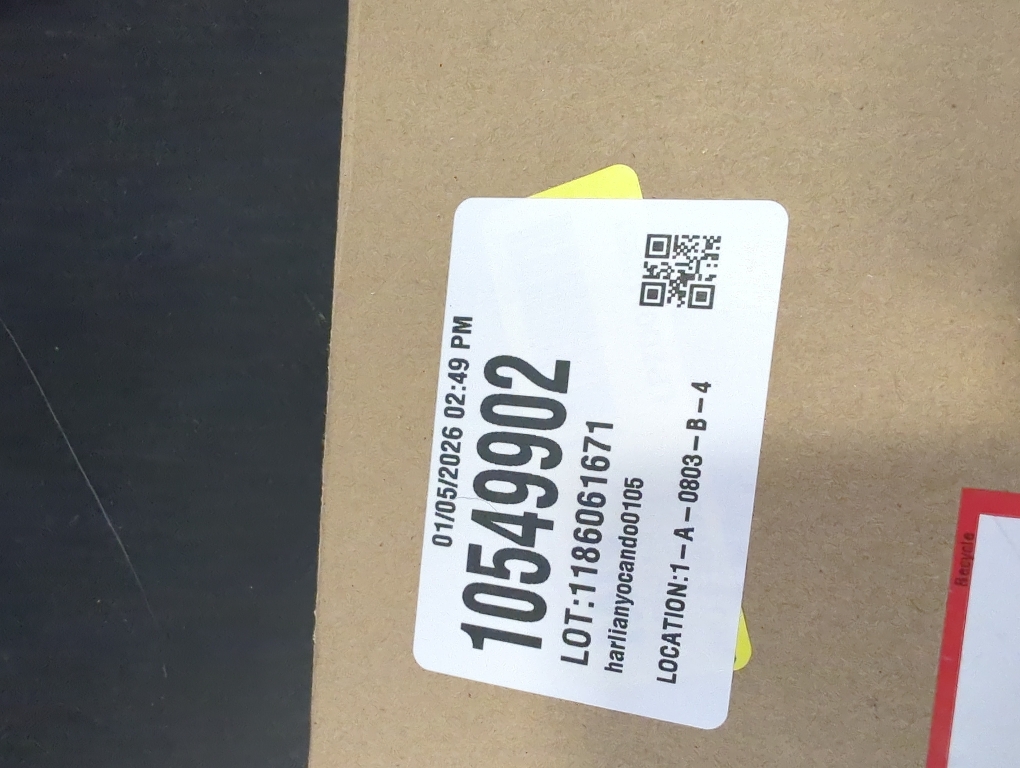 01/05/2026 02:49 PM
10549902
LOT:1186061671
harlianyocando0105
LOCATION:1-A-0803-B-4
Recycle